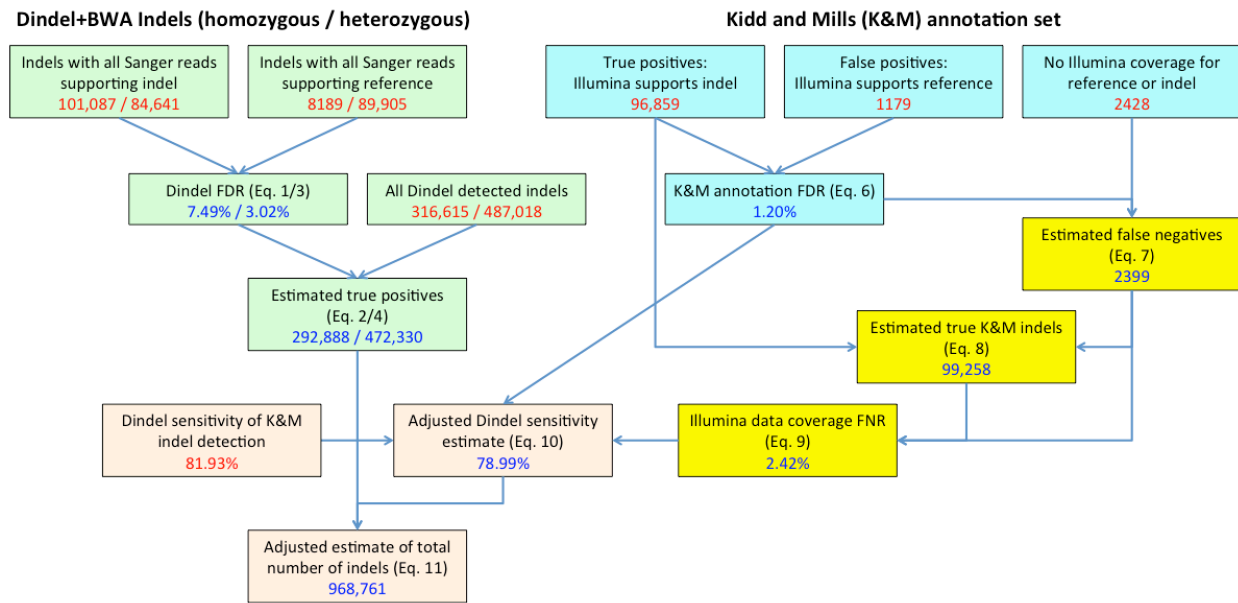 Dindel+BWA Indels (homozygous / heterozygous)
Kidd and Mills (K&M) annotation set
Indels with all Sanger reads
supporting indel
101,087 / 84,641
Indels with all Sanger reads
supporting reference
8189 / 89,905
True positives:
Illumina supports indel
96,859
False positives:
Illumina supports reference
1179
No Illumina coverage for
reference or indel
2428
Dindel FDR (Eq. 1/3)
7.49% / 3.02%
All Dindel detected indels
316,615 / 487,018
K&M annotation FDR (Eq. 6)
1.20%
Estimated false negatives
(Eq. 7)
2399
Estimated true positives
(Eq. 2/4)
292,888 / 472,330
Estimated true K&M indels
(Eq. 8)
99,258
Dindel sensitivity of K&M
indel detection
81.93%
Adjusted Dindel sensitivity
estimate (Eq. 10)
78.99%
Illumina data coverage FNR
(Eq. 9)
2.42%
Adjusted estimate of total
number of indels (Eq. 11)
968,761